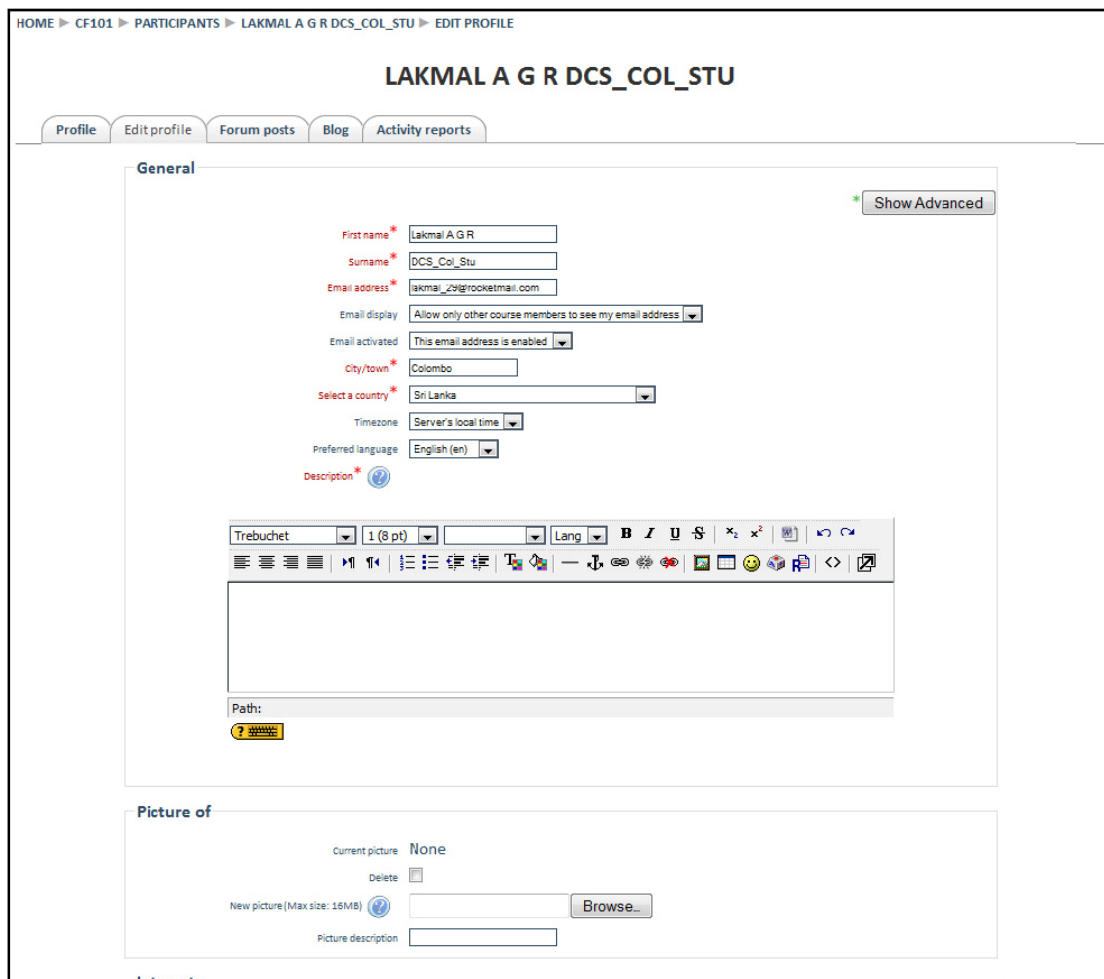 HOME ▶ CF101 ▶ PARTICIPANTS ▶ LAKMAL A G R DCS_COL_STU ▶ EDIT PROFILE
LAKMAL A G R DCS_COL_STU
Profile Edit profile Forum posts Blog Activity reports
General
* Show Advanced
First name* Lakmal A G R
Surname* DCS_Col_Stu
Email address* lakmal_29@rocketmail.com
Email display Allow only other course members to see my email address
Email activated This email address is enabled
City/town* Colombo
Select a country* Sri Lanka
Timezone Server's local time
Preferred language English (en)
Description* ?
Trebuchet 1 (8 pt) Lang B I U S x₂ x²
Path:
?
Picture of
Current picture None
Delete
New picture (Max size: 16MB) ? Browse...
Picture description